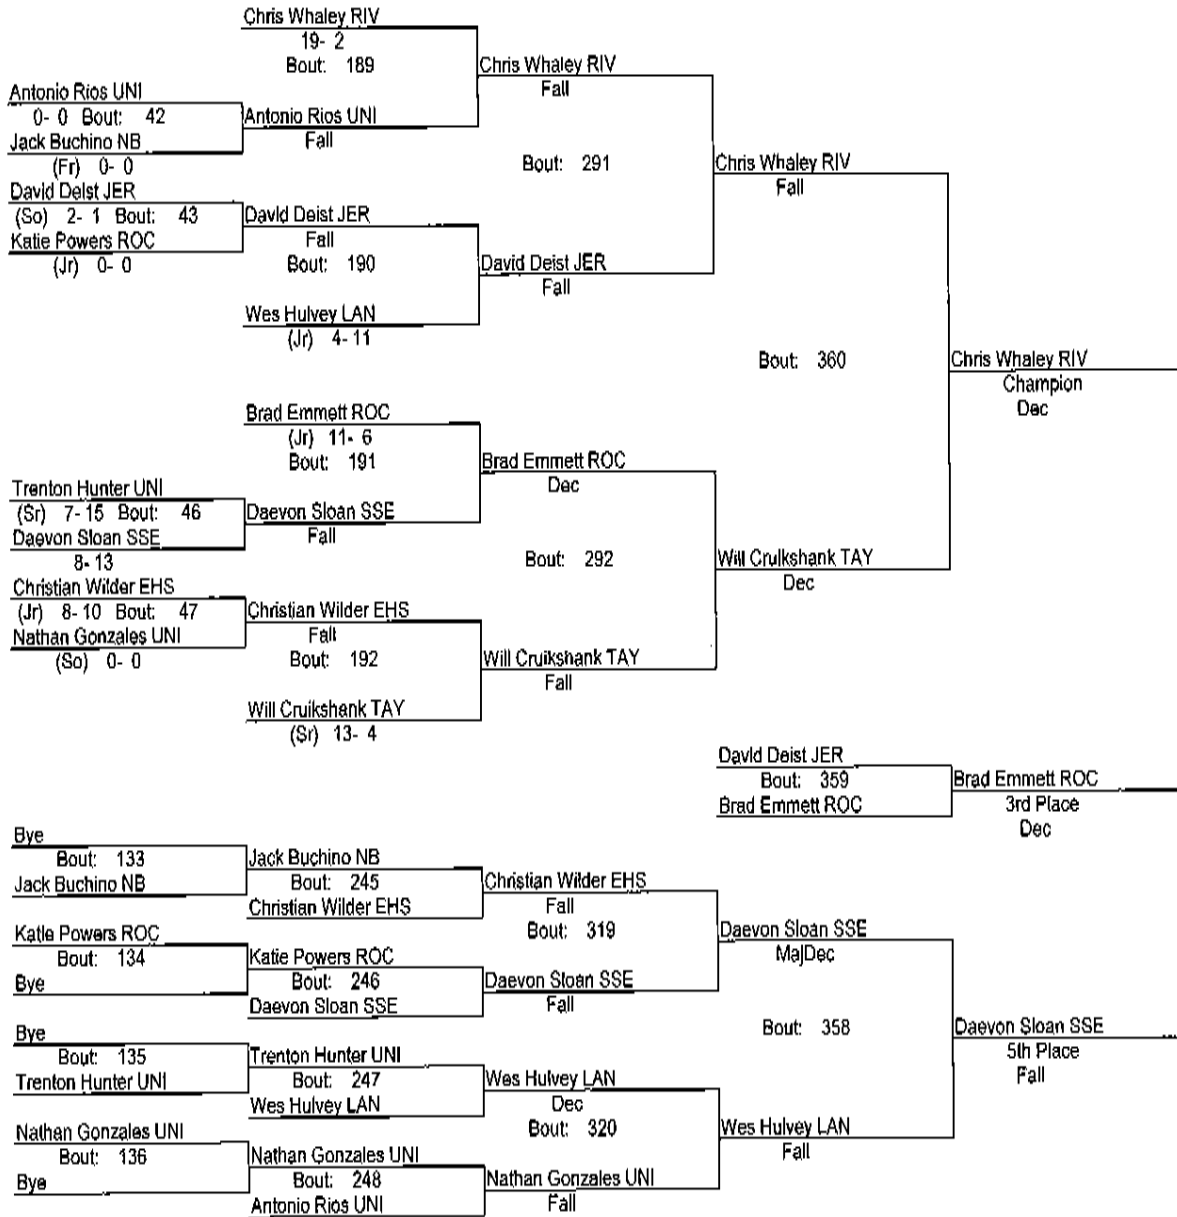 Chris Whaley RIV
19- 2
Bout: 189
Chris Whaley RIV
Fall
Antonio Rios UNI
0- 0 Bout: 42
Antonio Rios UNI
Fall
Jack Buchino NB
(Fr) 0- 0
Bout: 291
Chris Whaley RIV
Fall
David Deist JER
(So) 2- 1 Bout: 43
David Deist JER
Fall
Katie Powers ROC
(Jr) 0- 0
Bout: 190
David Deist JER
Fall
Wes Hulvey LAN
(Jr) 4- 11
Bout: 360
Chris Whaley RIV
Champion
Dec
Brad Emmett ROC
(Jr) 11- 6
Bout: 191
Brad Emmett ROC
Dec
Trenton Hunter UNI
(Sr) 7- 15 Bout: 46
Daevon Sloan SSE
Fall
Daevon Sloan SSE
8- 13
Bout: 292
Will Cruikshank TAY
Dec
Christian Wilder EHS
(Jr) 8- 10 Bout: 47
Christian Wilder EHS
Fall
Nathan Gonzales UNI
(So) 0- 0
Bout: 192
Will Cruikshank TAY
Fall
Will Cruikshank TAY
(Sr) 13- 4
David Deist JER
Bout: 359
Brad Emmett ROC
Brad Emmett ROC
3rd Place
Dec
Bye
Bout: 133
Jack Buchino NB
Jack Buchino NB
Bout: 245
Christian Wilder EHS
Christian Wilder EHS
Fall
Bout: 319
Katie Powers ROC
Bout: 134
Bye
Katie Powers ROC
Bout: 246
Daevon Sloan SSE
Daevon Sloan SSE
Fall
Daevon Sloan SSE
MajDec
Bout: 358
Daevon Sloan SSE
5th Place
Fall
Bye
Bout: 135
Trenton Hunter UNI
Trenton Hunter UNI
Bout: 247
Wes Hulvey LAN
Wes Hulvey LAN
Dec
Bout: 320
Wes Hulvey LAN
Fall
Nathan Gonzales UNI
Bout: 136
Bye
Nathan Gonzales UNI
Bout: 248
Antonio Rios UNI
Nathan Gonzales UNI
Fall